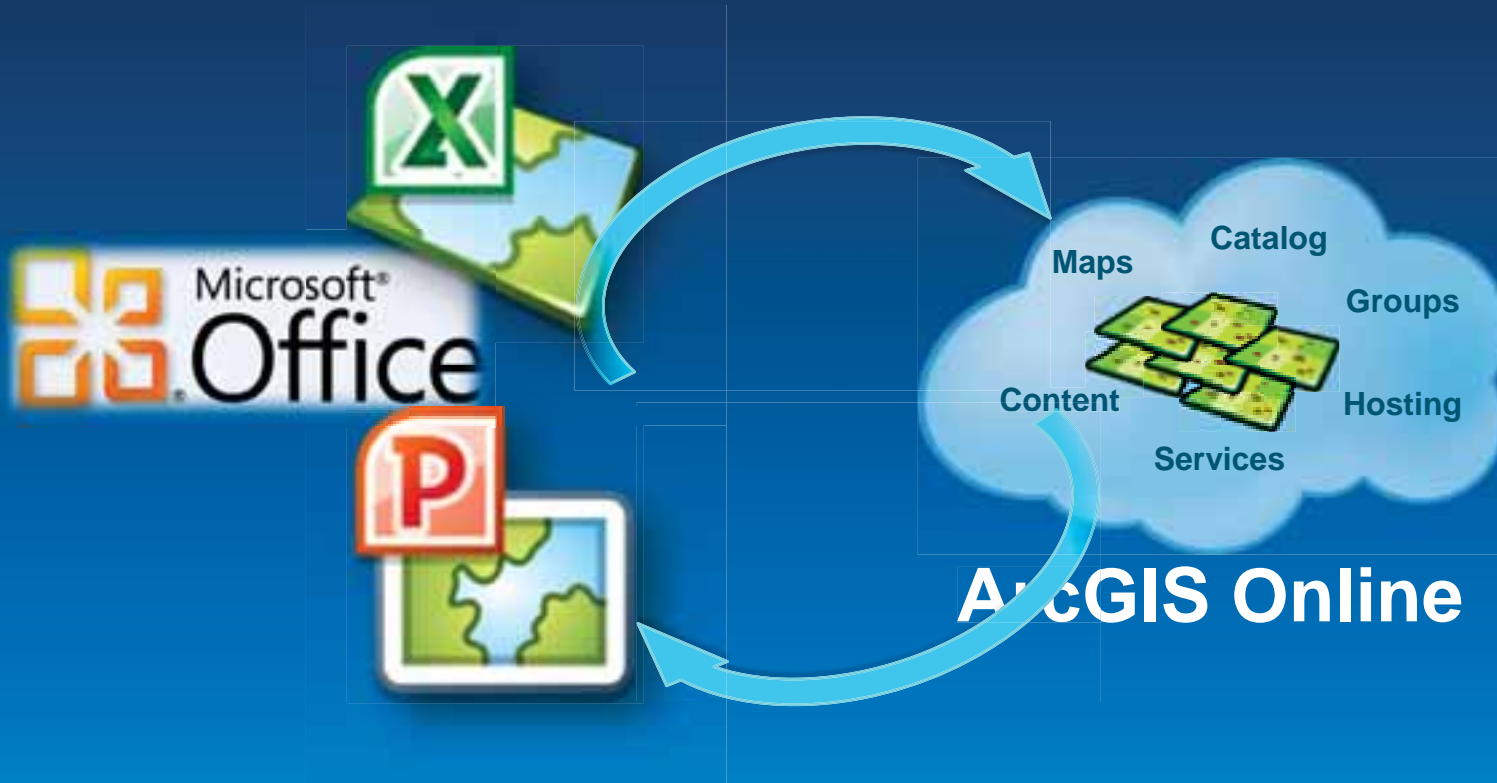 X
Microsoft®
Office®
P
Maps
Catalog
Groups
Content
Hosting
Services
ArcGIS Online